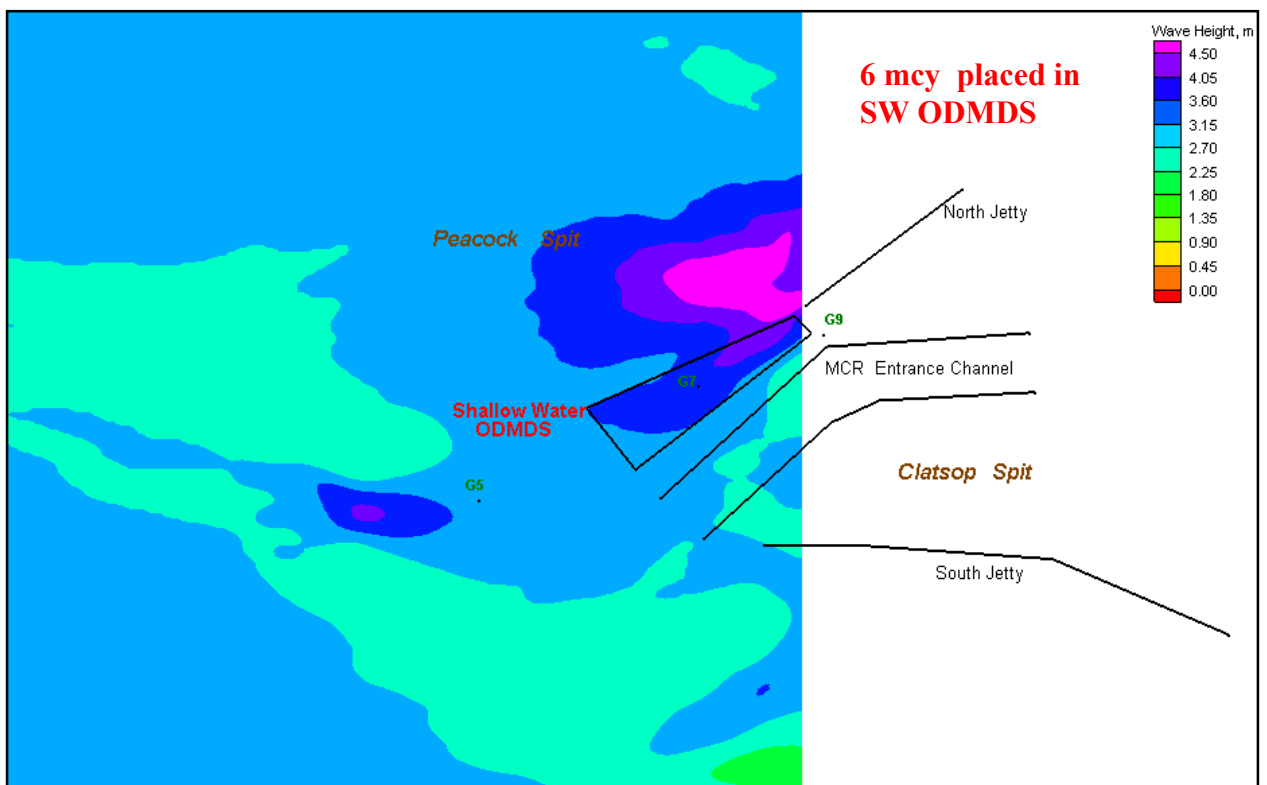 Wave Height, m
4.50
4.05
3.60
3.15
2.70
2.25
1.80
1.35
0.90
0.45
0.00
6 mcy placed in
SW ODMDS
North Jetty
Peacock Spit
G9
MCR Entrance Channel
G7
Shallow Water
ODMDS
Clatsop Spit
G5
South Jetty